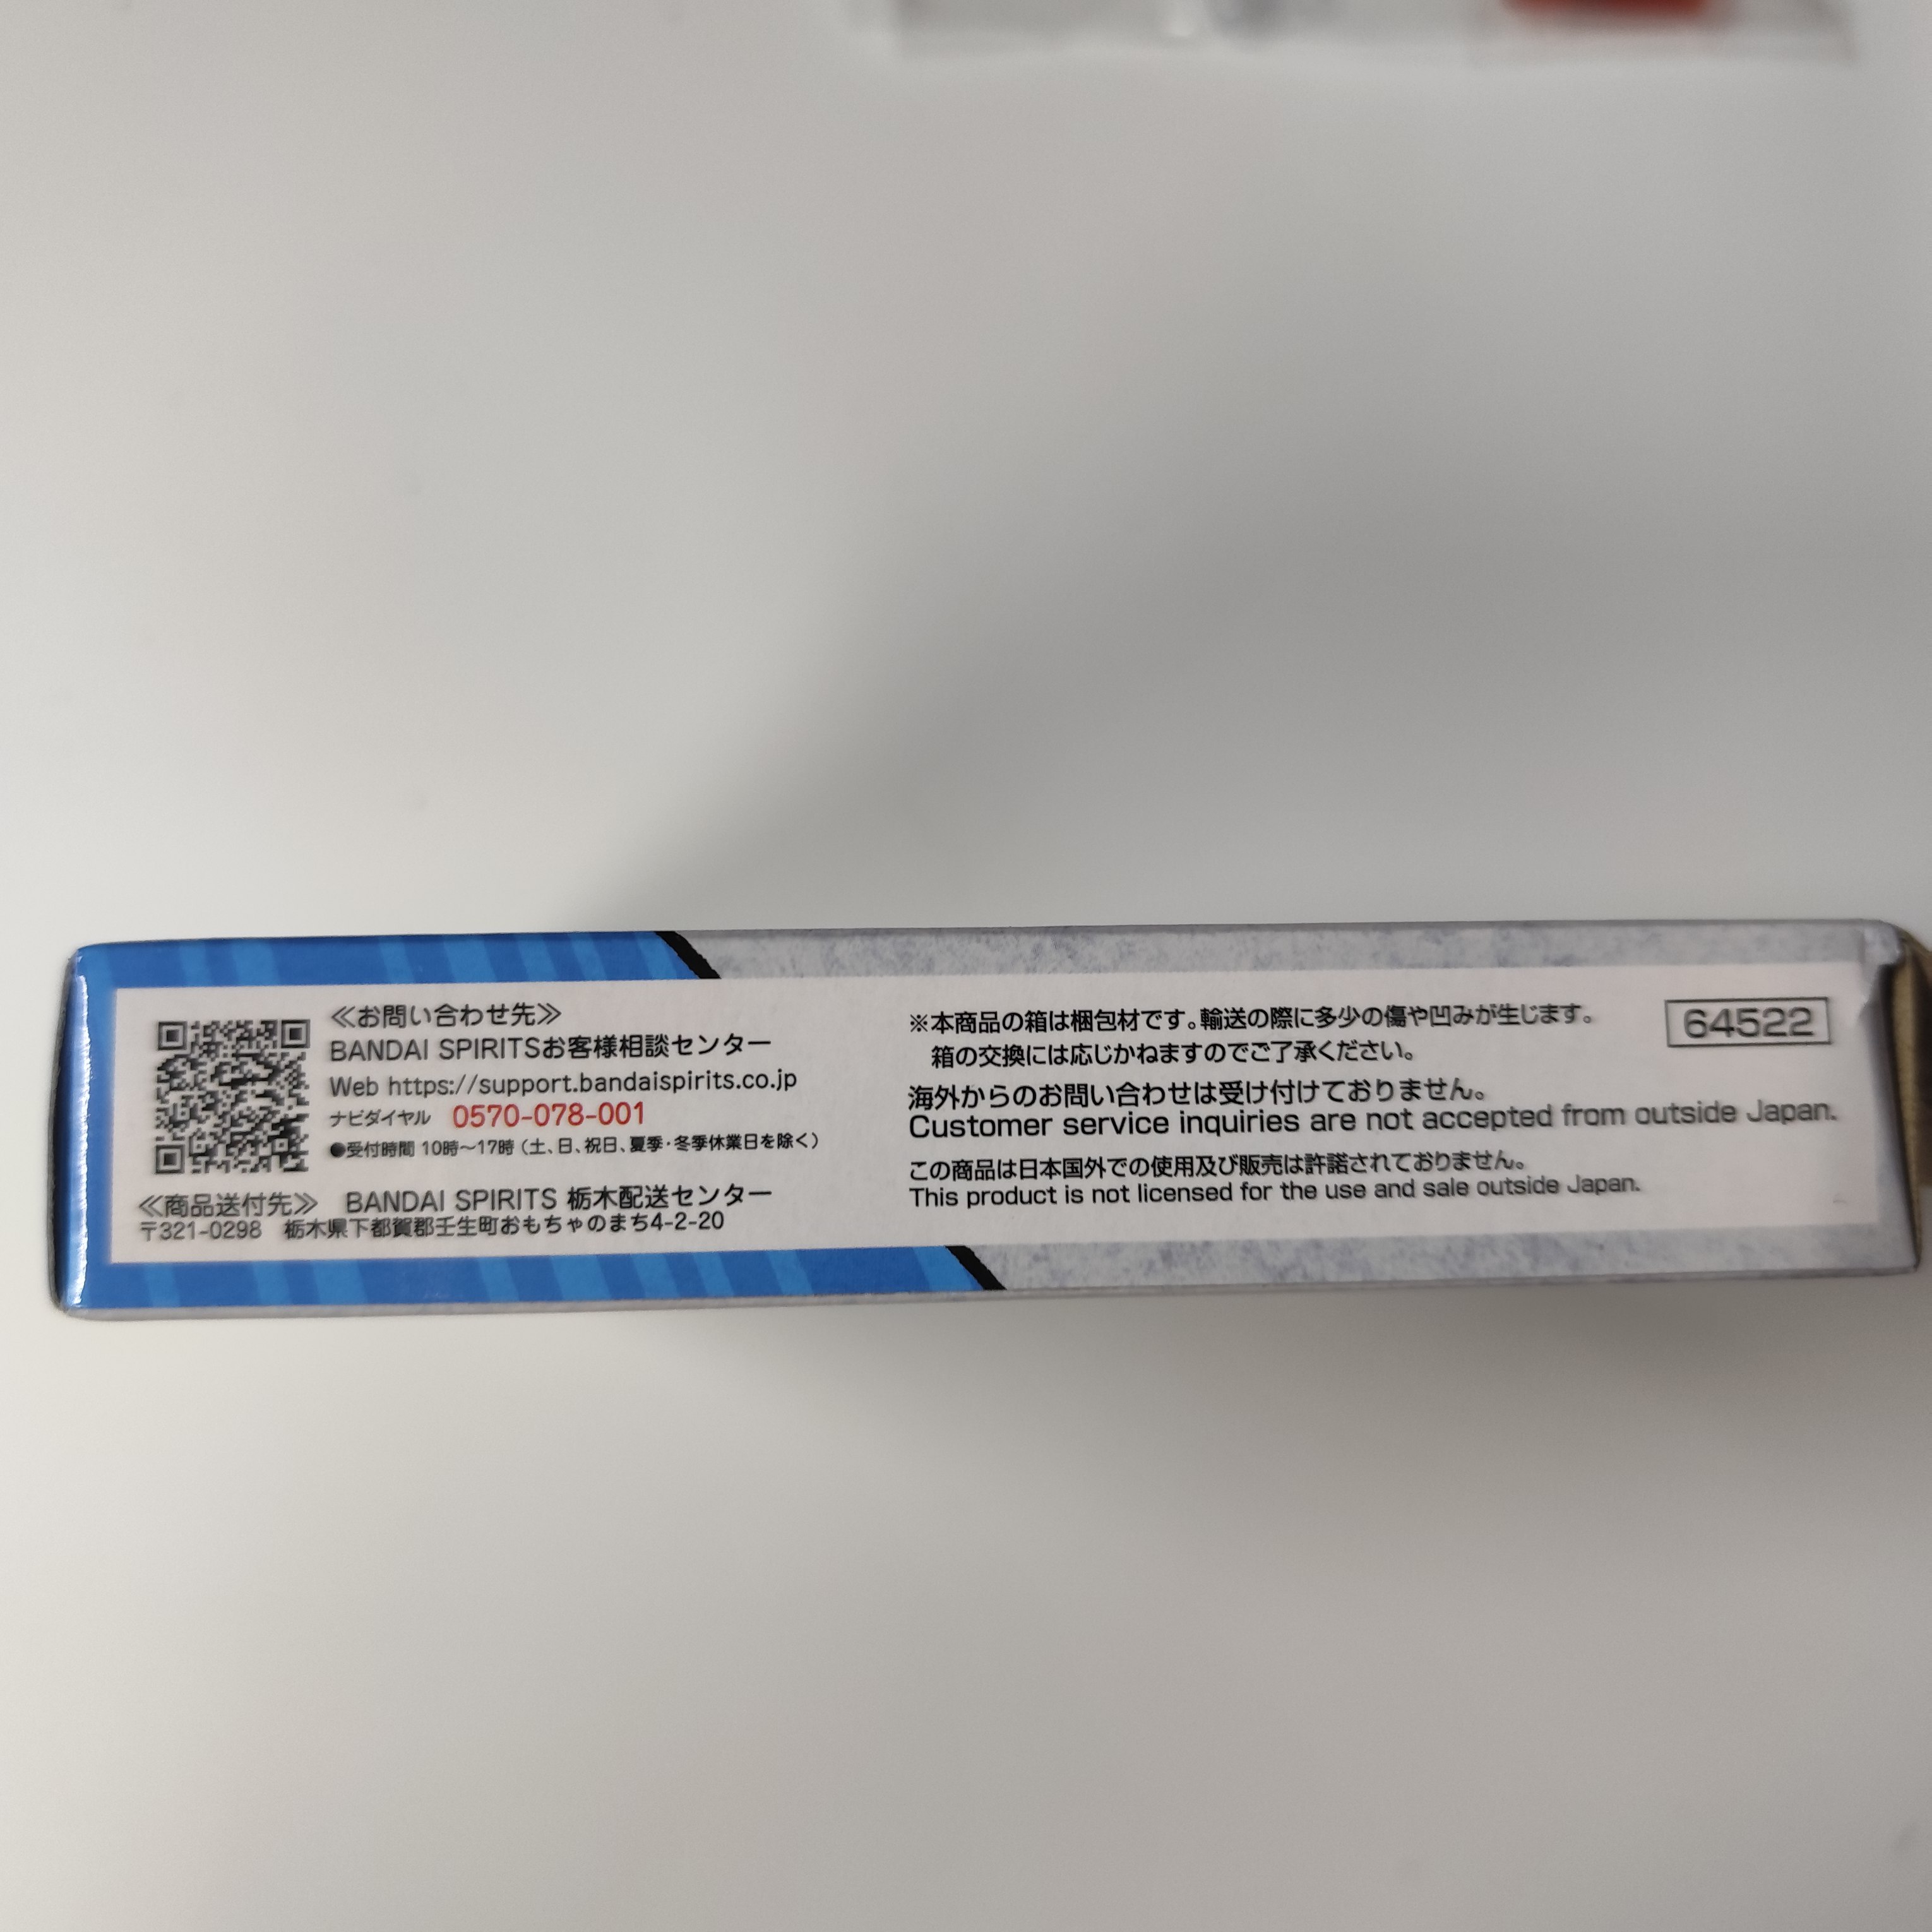 ≪お問い合わせ先≫
BANDAI SPIRITSお客様相談センター
Web https://support.bandaispirits.co.jp
ナビダイヤル 0570-078-001
●受付時間 10時～17時（土、日、祝日、夏季・冬季休業日を除く）
≪商品送付先≫ BANDAI SPIRITS 栃木配送センター
〒321-0298 栃木県下都賀郡壬生町おもちゃのまち4-2-20
※本商品の箱は梱包材です。輸送の際に多少の傷や凹みが生じます。
箱の交換には応じかねますのでご了承ください。
海外からのお問い合わせは受け付けておりません。
Customer service inquiries are not accepted from outside Japan.
この商品は日本国外での使用及び販売は許諾されておりません。
This product is not licensed for the use and sale outside Japan.
64522